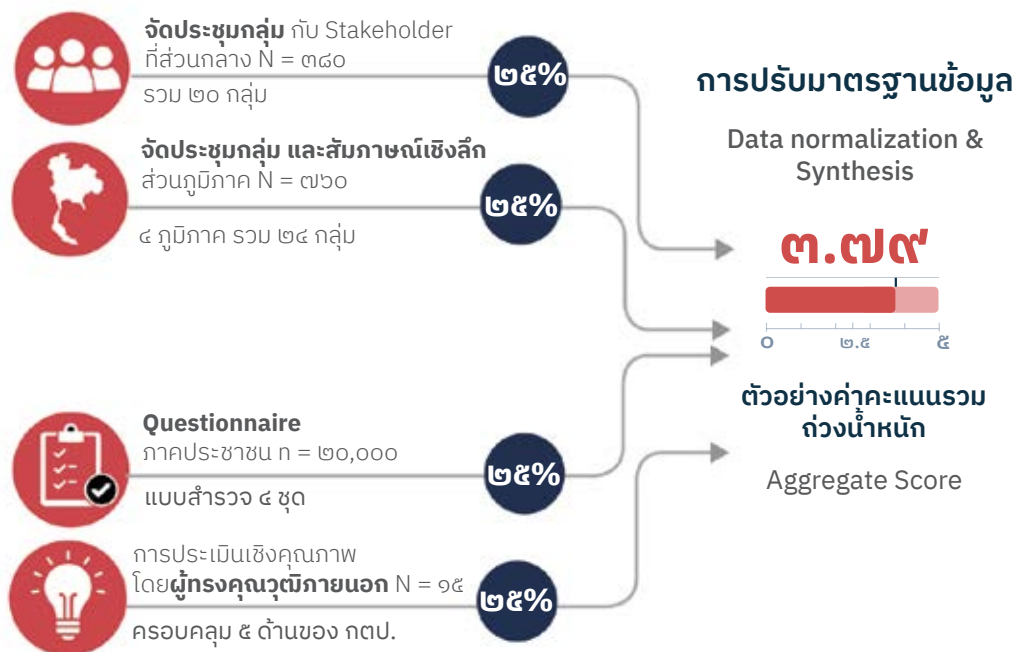 จัดประชุมกลุ่ม กับ Stakeholder
ที่ส่วนกลาง N = ๓๘๐
รวม ๒๐ กลุ่ม
๒๕%
จัดประชุมกลุ่ม และสัมภาษณ์เชิงลึก
ส่วนภูมิภาค N = ๗๖๐
๔ ภูมิภาค รวม ๒๔ กลุ่ม
๒๕%
Questionnaire
ภาคประชาชน n = ๒๐,๐๐๐
แบบสำรวจ ๔ ชุด
๒๕%
การประเมินเชิงคุณภาพ
โดยผู้ทรงคุณวุฒิภายนอก N = ๑๕
ครอบคลุม ๕ ด้านของ กตป.
๒๕%
การปรับมาตรฐานข้อมูล
Data normalization &
Synthesis
๓.๗๙
๐ ๒.๕ ๕
ตัวอย่างค่าคะแนนรวม
ถ่วงน้ำหนัก
Aggregate Score